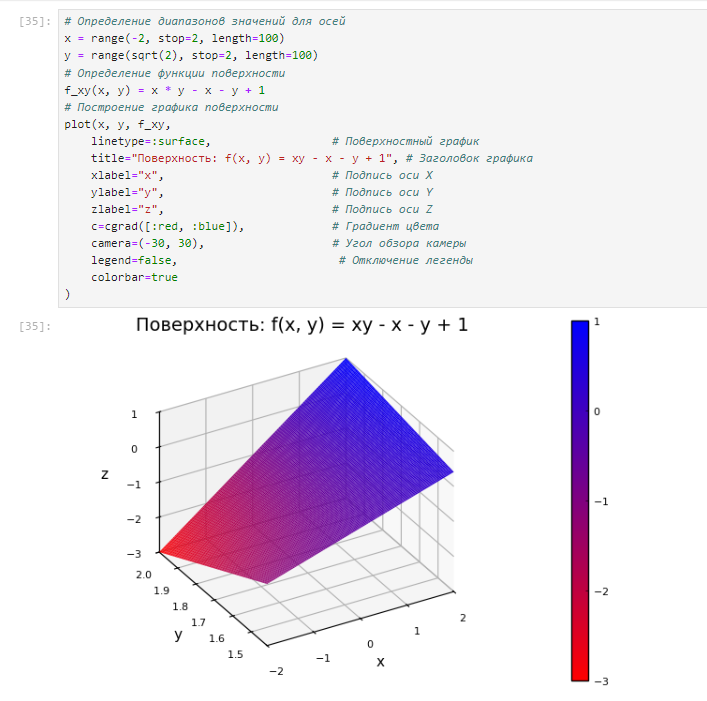 [35]: # Определение диапазонов значений для осей
x = range(-2, stop=2, length=100)
y = range(sqrt(2), stop=2, length=100)
# Определение функции поверхности
f_xy(x, y) = x * y - x - y + 1
# Построение графика поверхности
plot(x, y, f_xy,
    linetype=:surface,                  # Поверхностный график
    title="Поверхность: f(x, y) = xy - x - y + 1", # Заголовок графика
    xlabel="x",                         # Подпись оси X
    ylabel="y",                         # Подпись оси Y
    zlabel="z",                         # Подпись оси Z
    c=cgrad([:red, :blue]),             # Градиент цвета
    camera=(-30, 30),                   # Угол обзора камеры
    legend=false,                        # Отключение легенды
    colorbar=true
)
[35]:
Поверхность: f(x, y) = xy - x - y + 1
1
0
−1
−2
−3
z
2.0
1.9
1.8
1.7
1.6
1.5
y
−2
−1
0
1
2
x
1
0
−1
−2
−3